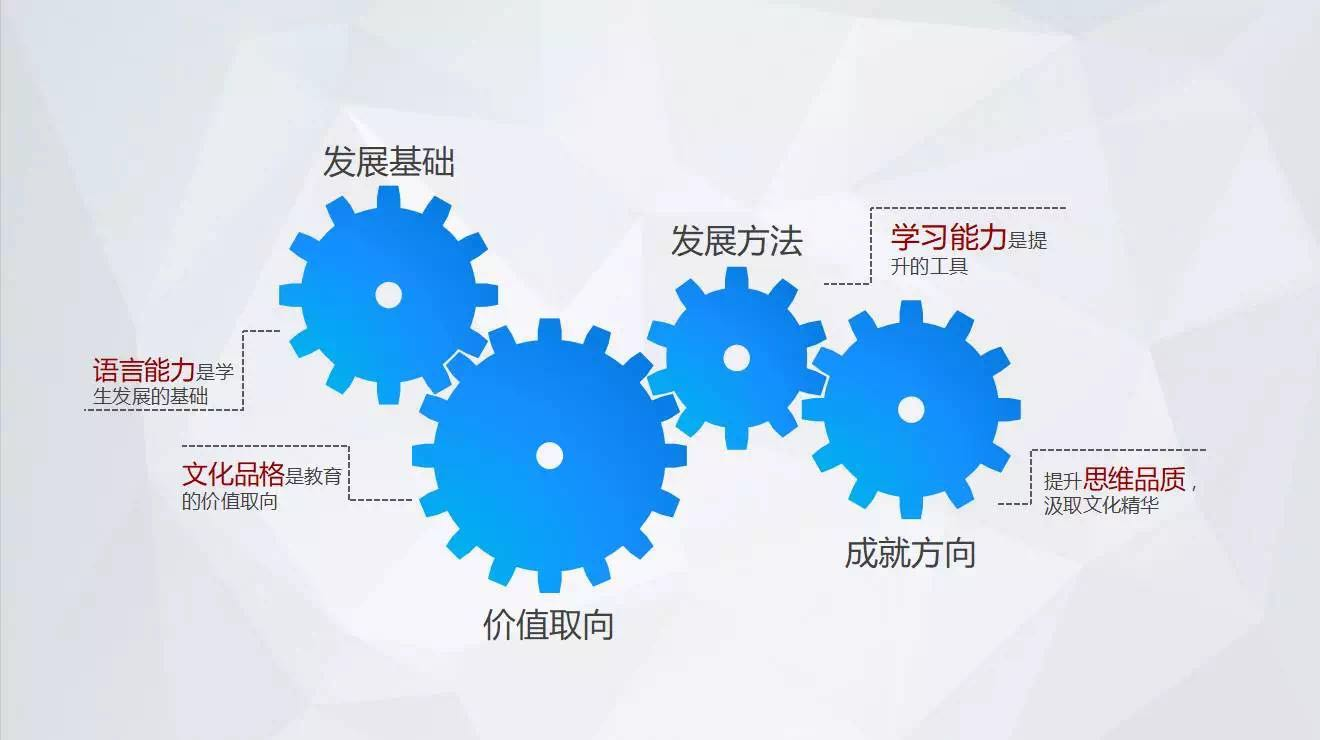 发展基础
语言能力是学
生发展的基础
文化品格是教育
的价值取向
价值取向
发展方法
学习能力是提
升的工具
提升思维品质，
汲取文化精华
成就方向